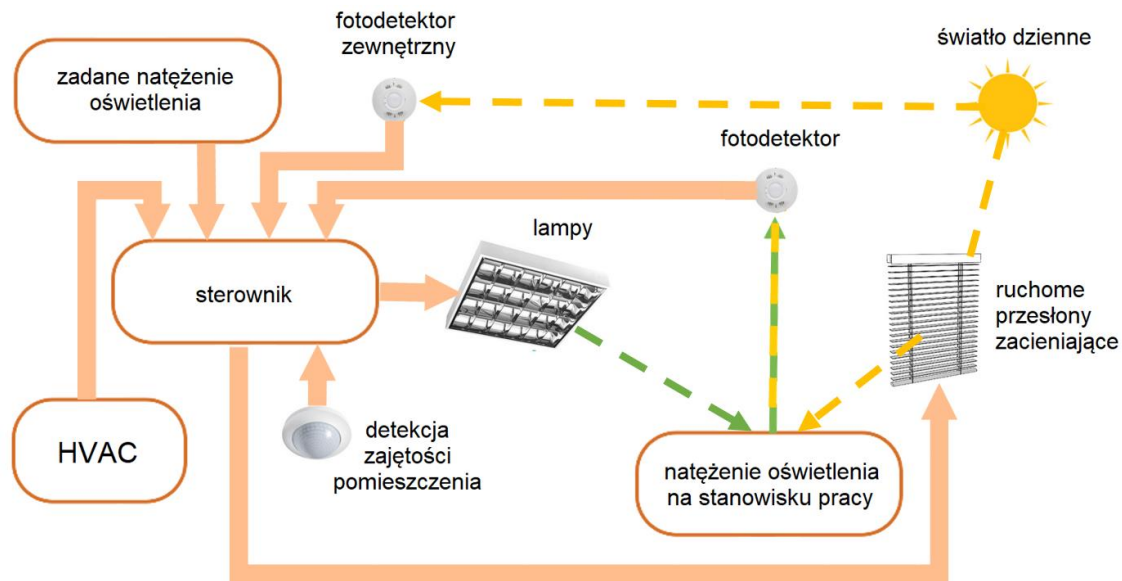 fotodetektor
zewnętrzny
światło dzienne
zadane natężenie
oświetlenia
fotodetektor
lampy
sterownik
ruchome
przesłony
zacieniające
HVAC
detekcja
zajętości
pomieszczenia
natężenie oświetlenia
na stanowisku pracy